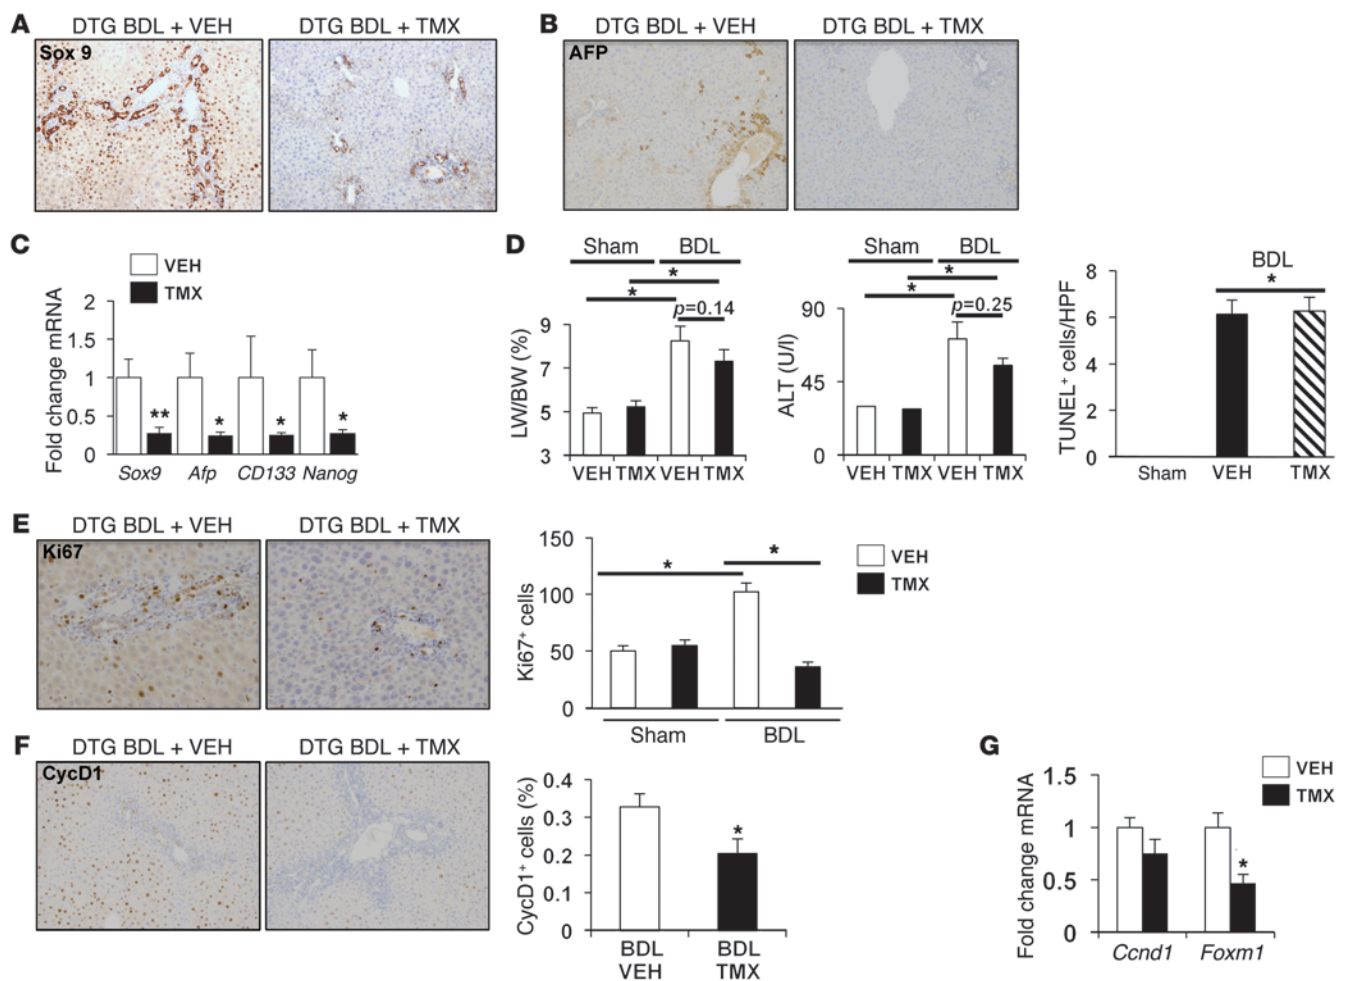 A
DTG BDL + VEH
DTG BDL + TMX
Sox 9
B
DTG BDL + VEH
DTG BDL + TMX
AFP
C
VEH
TMX
Fold change mRNA
2
1.5
1
0.5
0
**
*
*
*
Sox9 Afp CD133 Nanog
D
Sham BDL
*
*
p=0.14
LW/BW (%)
9
7
5
3
VEH TMX VEH TMX
Sham BDL
*
*
p=0.25
ALT (U/l)
90
45
0
VEH TMX VEH TMX
BDL
*
TUNEL+ cells/HPF
8
6
4
2
0
Sham VEH TMX
E
DTG BDL + VEH
DTG BDL + TMX
Ki67
Ki67+ cells
150
100
50
0
*
*
Sham BDL
VEH
TMX
F
DTG BDL + VEH
DTG BDL + TMX
CycD1
CycD1+ cells (%)
0.4
0.3
0.2
0.1
0
*
BDL BDL
VEH TMX
G
VEH
TMX
Fold change mRNA
1.5
1
0.5
0
*
Ccnd1 Foxm1